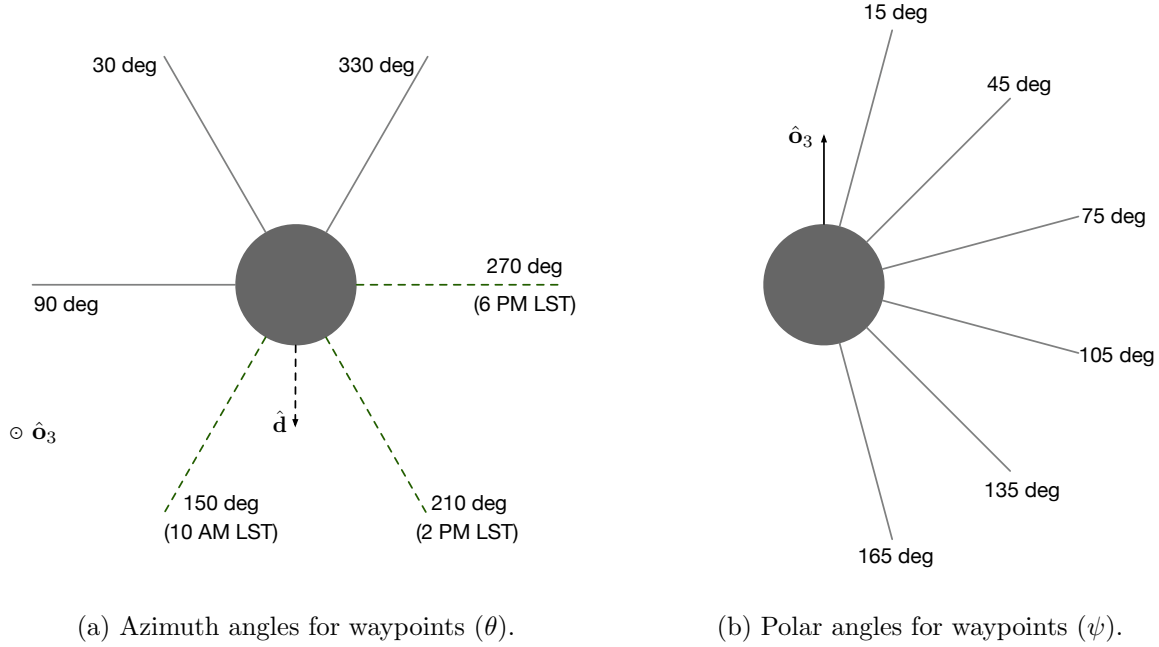 30 deg
330 deg
90 deg
270 deg
(6 PM LST)
d̂
⊙ ô₃
150 deg
(10 AM LST)
210 deg
(2 PM LST)
(a) Azimuth angles for waypoints (θ).
15 deg
45 deg
ô₃
75 deg
105 deg
135 deg
165 deg
(b) Polar angles for waypoints (ψ).